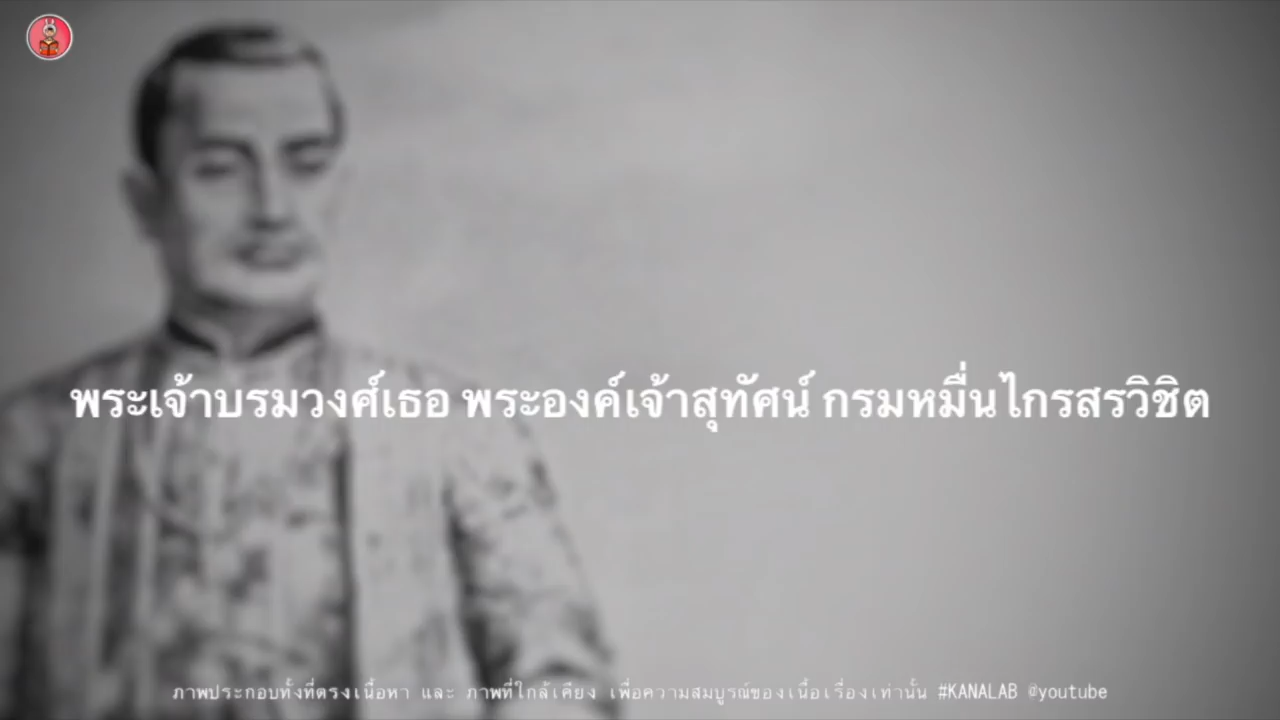 พระเจ้าบรมวงศ์เธอ พระองค์เจ้าสุทัศน์ กรมหมื่นไกรสรวิชิต
ภาพประกอบทั้งที่ตรงเนื้อหา และ ภาพที่ใกล้เคียง เพื่อความสมบูรณ์ของเนื้อเรื่องเท่านั้น #KANALAB @youtube